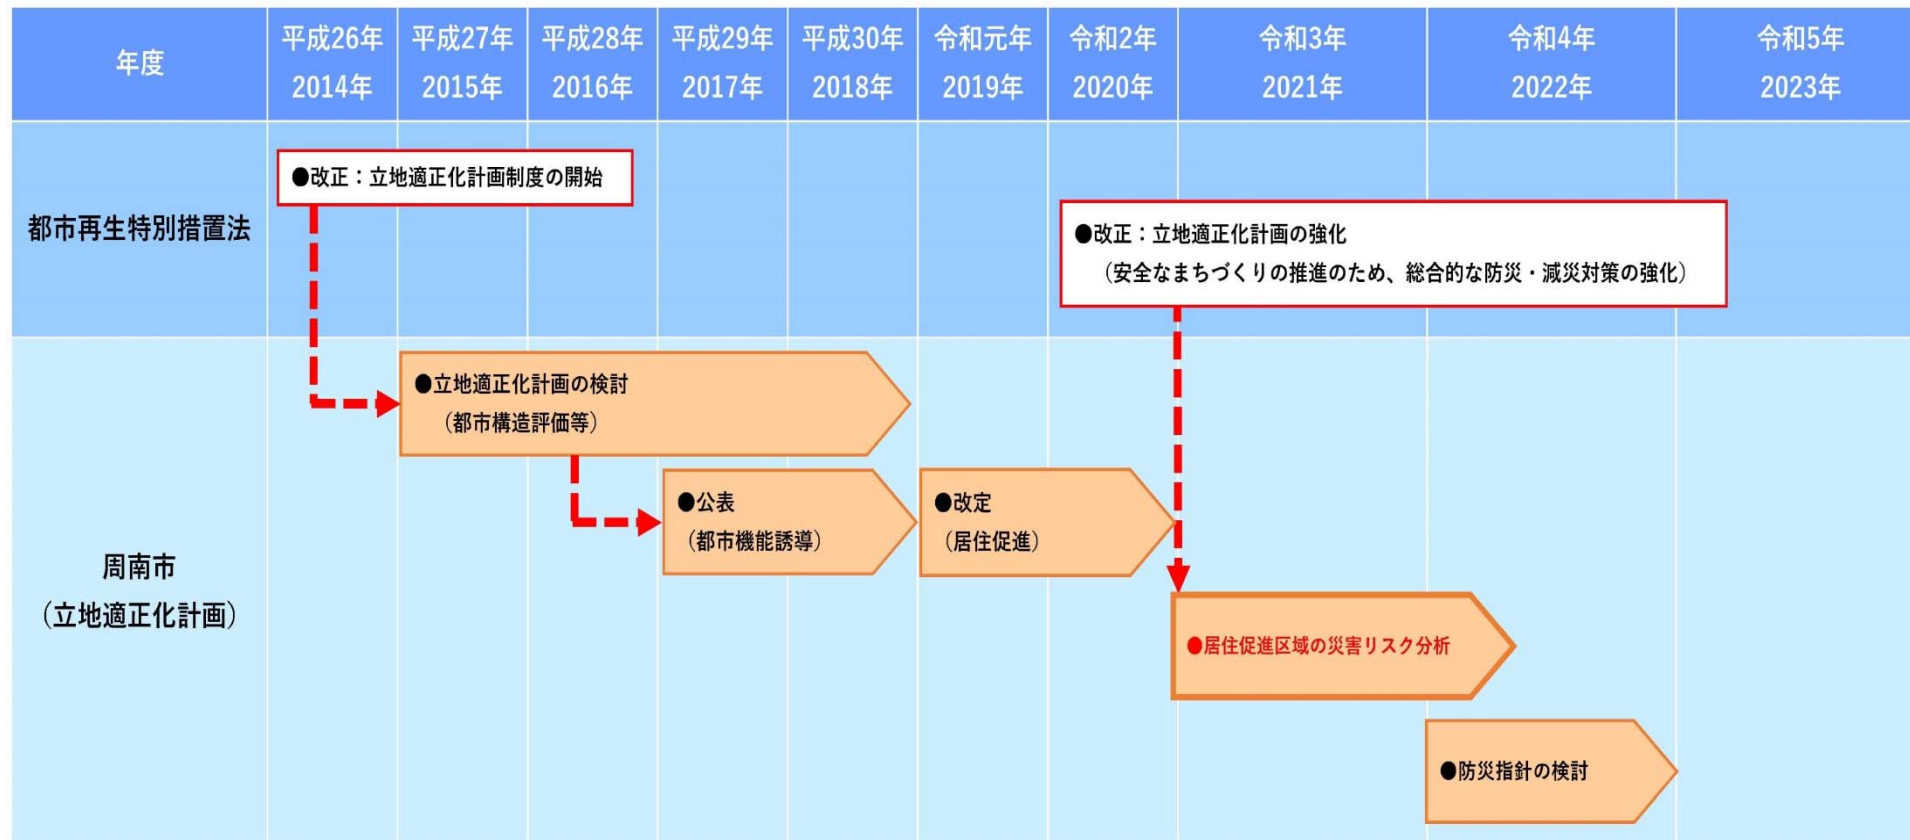 年度
平成26年
2014年
平成27年
2015年
平成28年
2016年
平成29年
2017年
平成30年
2018年
令和元年
2019年
令和2年
2020年
令和3年
2021年
令和4年
2022年
令和5年
2023年
都市再生特別措置法
●改正：立地適正化計画制度の開始
●改正：立地適正化計画の強化
（安全なまちづくりの推進のため、総合的な防災・減災対策の強化）
周南市
（立地適正化計画）
●立地適正化計画の検討
（都市構造評価等）
●公表
（都市機能誘導）
●改定
（居住促進）
●居住促進区域の災害リスク分析
●防災指針の検討